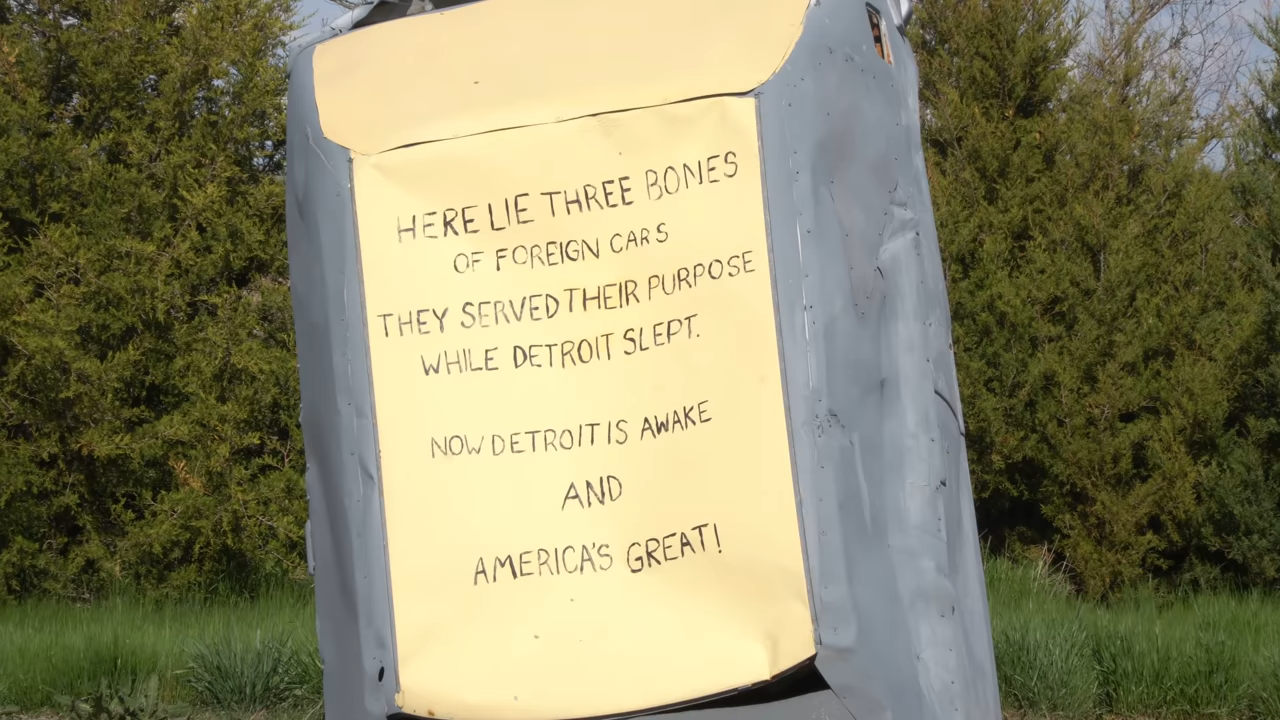 HERE LIE THREE BONES
OF FOREIGN CARS
THEY SERVED THEIR PURPOSE
WHILE DETROIT SLEPT.
NOW DETROIT IS AWAKE
AND
AMERICA'S GREAT!